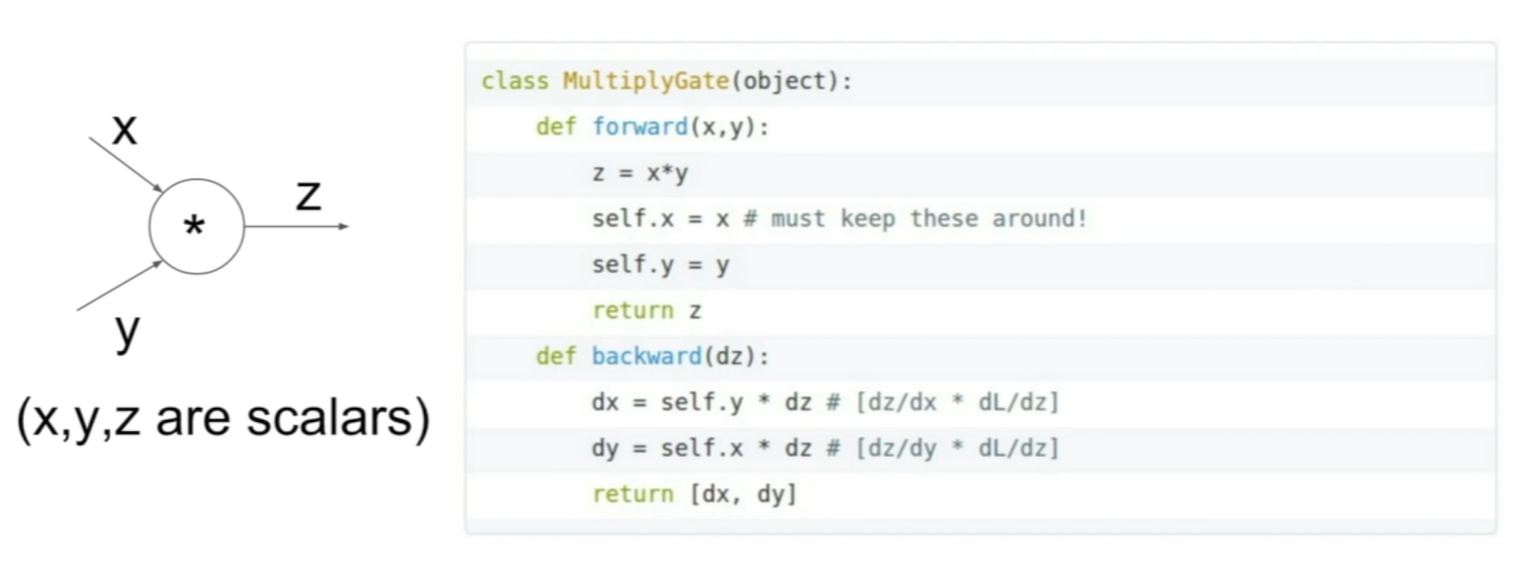 x
*
z
y
(x,y,z are scalars)
class MultiplyGate(object):
    def forward(x,y):
        z = x*y
        self.x = x # must keep these around!
        self.y = y
        return z
    def backward(dz):
        dx = self.y * dz # [dz/dx * dL/dz]
        dy = self.x * dz # [dz/dy * dL/dz]
        return [dx, dy]